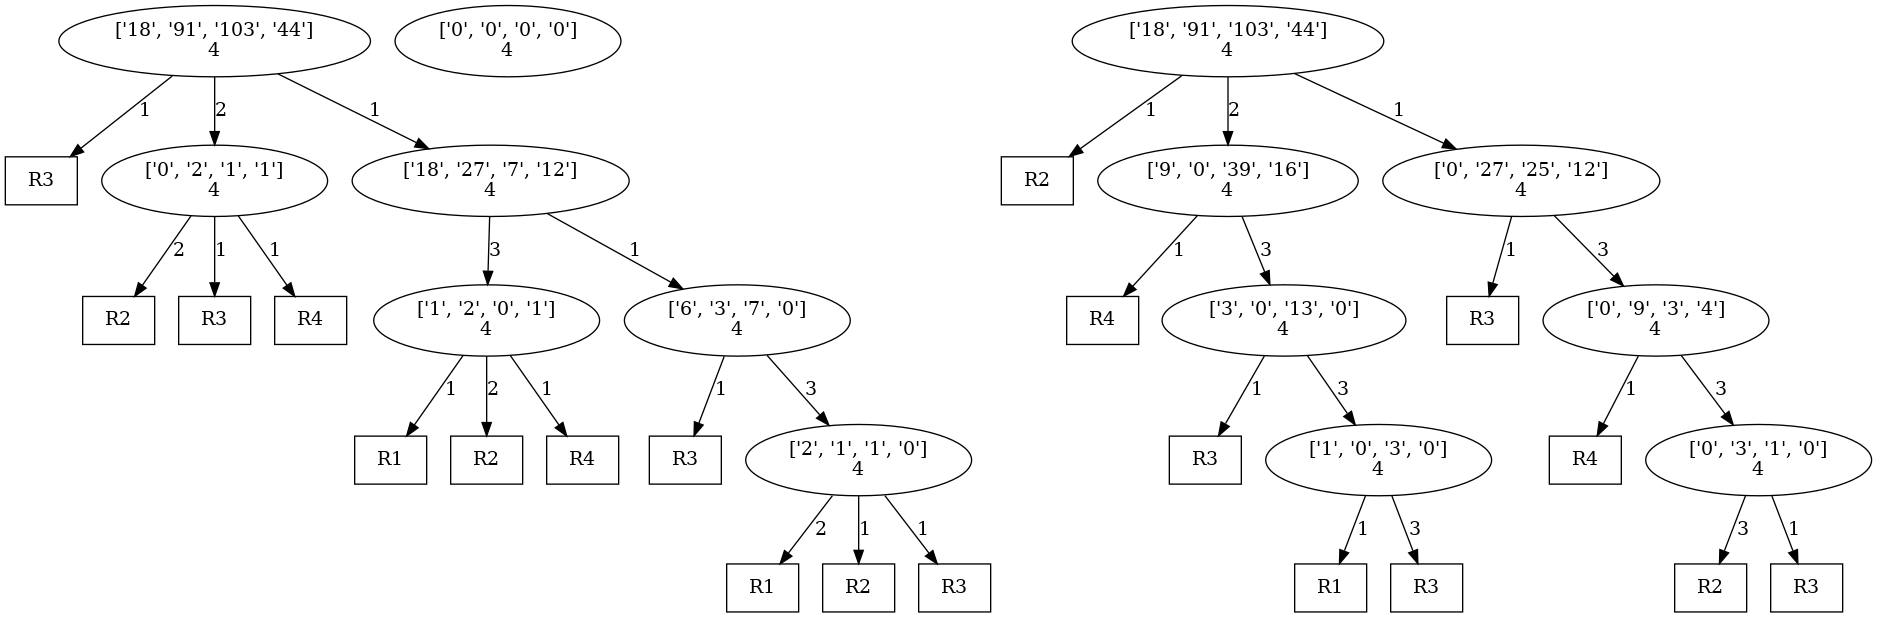 ['18', '91', '103', '44']
4
['0', '0', '0', '0']
4
['18', '91', '103', '44']
4
1
2
1
1
2
1
R3
['0', '2', '1', '1']
4
['18', '27', '7', '12']
4
R2
['9', '0', '39', '16']
4
['0', '27', '25', '12']
4
2
1
1
3
1
1
3
1
3
R2
R3
R4
['1', '2', '0', '1']
4
['6', '3', '7', '0']
4
R4
['3', '0', '13', '0']
4
R3
['0', '9', '3', '4']
4
1
2
1
1
3
1
3
1
3
R1
R2
R4
R3
['2', '1', '1', '0']
4
R3
['1', '0', '3', '0']
4
R4
['0', '3', '1', '0']
4
2
1
1
1
3
3
1
R1
R2
R3
R1
R3
R2
R3